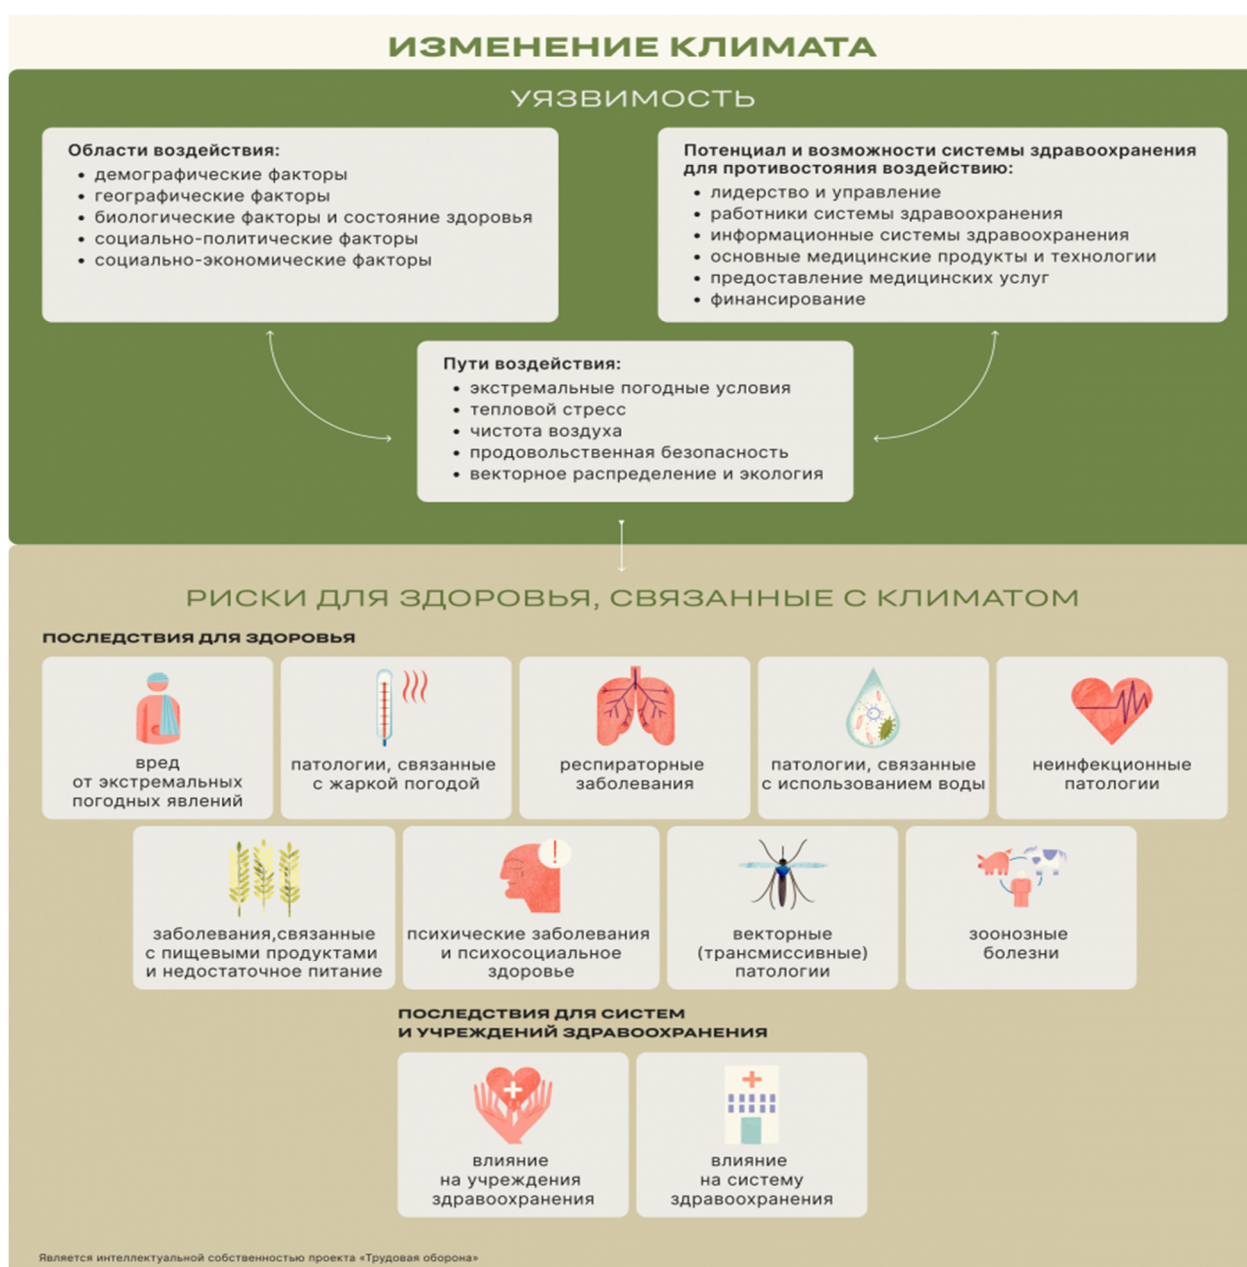 ИЗМЕНЕНИЕ КЛИМАТА
УЯЗВИМОСТЬ
Области воздействия:
• демографические факторы
• географические факторы
• биологические факторы и состояние здоровья
• социально-политические факторы
• социально-экономические факторы
Потенциал и возможности системы здравоохранения
для противостояния воздействию:
• лидерство и управление
• работники системы здравоохранения
• информационные системы здравоохранения
• основные медицинские продукты и технологии
• предоставление медицинских услуг
• финансирование
Пути воздействия:
• экстремальные погодные условия
• тепловой стресс
• чистота воздуха
• продовольственная безопасность
• векторное распределение и экология
РИСКИ ДЛЯ ЗДОРОВЬЯ, СВЯЗАННЫЕ С КЛИМАТОМ
ПОСЛЕДСТВИЯ ДЛЯ ЗДОРОВЬЯ
вред
от экстремальных
погодных явлений
патологии, связанные
с жаркой погодой
респираторные
заболевания
патологии, связанные
с использованием воды
неинфекционные
патологии
заболевания,связанные
с пищевыми продуктами
и недостаточное питание
!
психические заболевания
и психосоциальное
здоровье
векторные
(трансмиссивные)
патологии
зоонозные
болезни
ПОСЛЕДСТВИЯ ДЛЯ СИСТЕМ
И УЧРЕЖДЕНИЙ ЗДРАВООХРАНЕНИЯ
влияние
на учреждения
здравоохранения
влияние
на систему
здравоохранения
Является интеллектуальной собственностью проекта «Трудовая оборона»